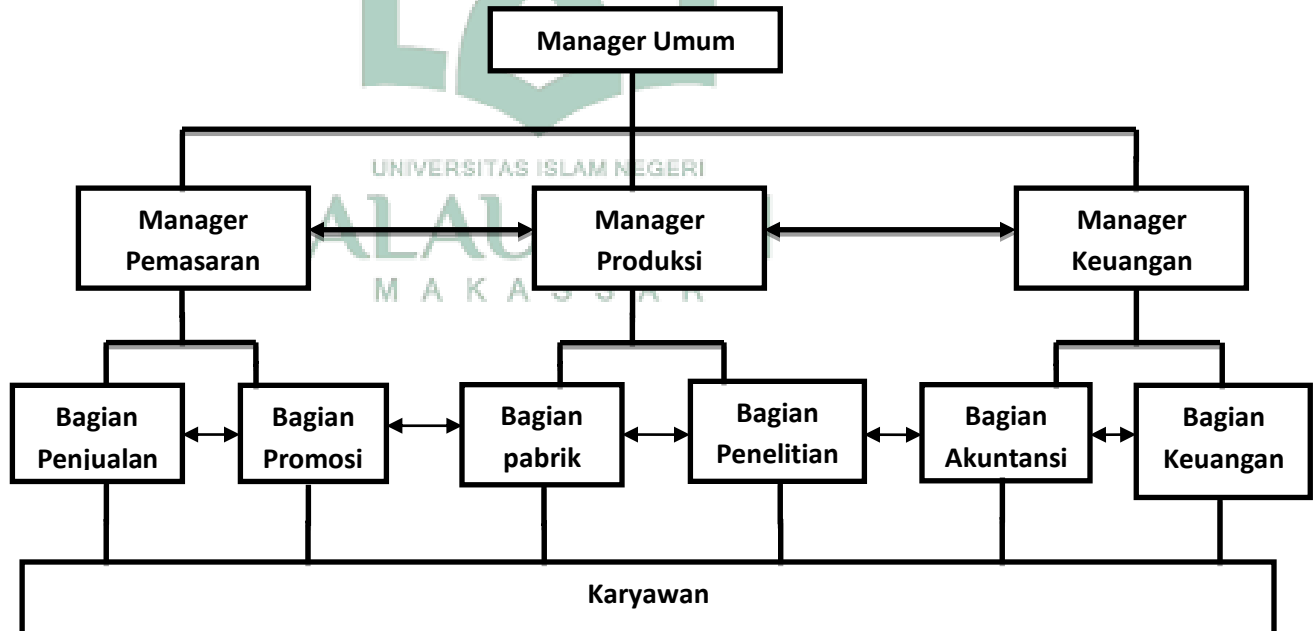 Manager Umum
UNIVERSITAS ISLAM NEGERI
Manager
Pemasaran
Manager
Produksi
Manager
Keuangan
MAKASSAR
Bagian
Penjualan
Bagian
Promosi
Bagian
pabrik
Bagian
Penelitian
Bagian
Akuntansi
Bagian
Keuangan
Karyawan